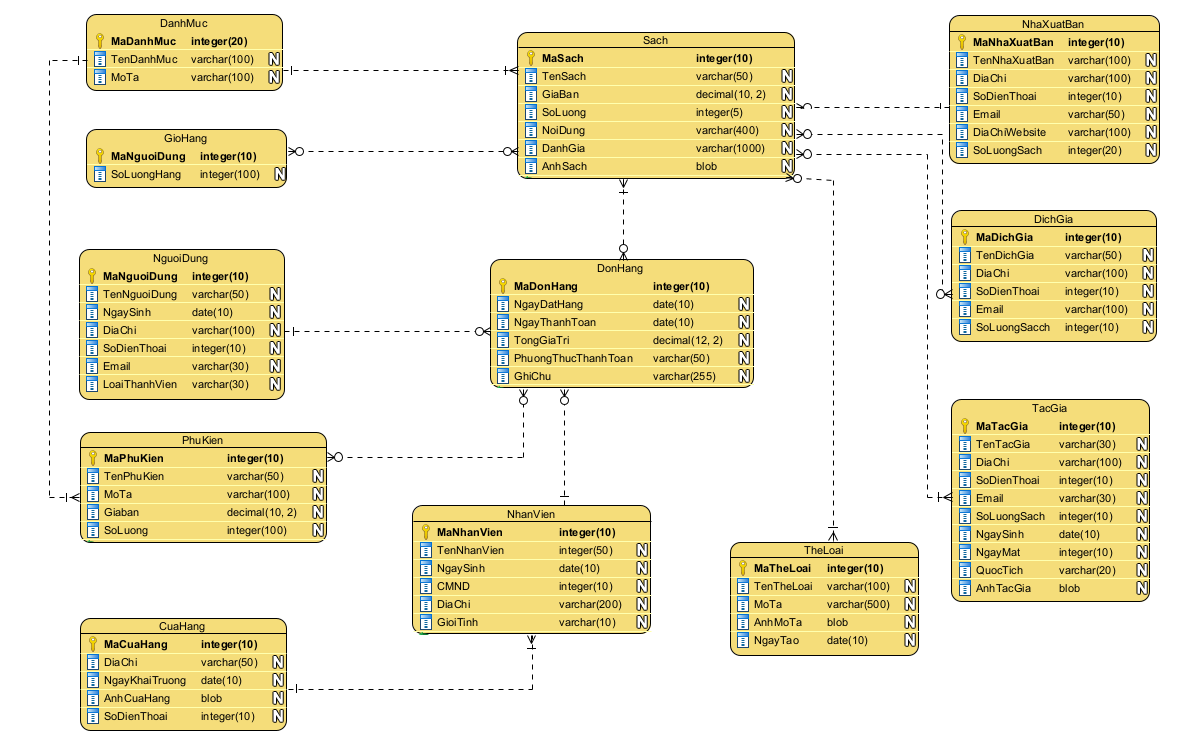 DanhMuc
MaDanhMuc integer(20)
TenDanhMuc varchar(100) N
MoTa varchar(100) N
GioHang
MaNguoiDung integer(10)
SoLuongHang integer(100) N
NguoiDung
MaNguoiDung integer(10)
TenNguoiDung varchar(50) N
NgaySinh date(10) N
DiaChi varchar(100) N
SoDienThoai integer(10) N
Email varchar(30) N
LoaiThanhVien varchar(30) N
PhuKien
MaPhuKien integer(10)
TenPhuKien varchar(50) N
MoTa varchar(100) N
Giaban decimal(10, 2) N
SoLuong integer(100) N
CuaHang
MaCuaHang integer(10)
DiaChi varchar(50) N
NgayKhaiTruong date(10) N
AnhCuaHang blob N
SoDienThoai integer(10) N
Sach
MaSach integer(10)
TenSach varchar(50) N
GiaBan decimal(10, 2) N
SoLuong integer(5) N
NoiDung varchar(400) N
DanhGia varchar(1000) N
AnhSach blob N
DonHang
MaDonHang integer(10)
NgayDatHang date(10) N
NgayThanhToan date(10) N
TongGiaTri decimal(12, 2) N
PhuongThucThanhToan varchar(50) N
GhiChu varchar(255) N
NhanVien
MaNhanVien integer(10)
TenNhanVien integer(50) N
NgaySinh date(10) N
CMND integer(10) N
DiaChi varchar(200) N
GioiTinh varchar(10) N
TheLoai
MaTheLoai integer(10)
TenTheLoai varchar(100) N
MoTa varchar(500) N
AnhMoTa blob N
NgayTao date(10) N
NhaXuatBan
MaNhaXuatBan integer(10)
TenNhaXuatBan varchar(100) N
DiaChi varchar(100) N
SoDienThoai integer(10) N
Email varchar(50) N
DiaChiWebsite varchar(100) N
SoLuongSach integer(20) N
DichGia
MaDichGia integer(10)
TenDichGia varchar(50) N
DiaChi varchar(100) N
SoDienThoai integer(10) N
Email varchar(100) N
SoLuongSacch integer(10) N
TacGia
MaTacGia integer(10)
TenTacGia varchar(30) N
DiaChi varchar(100) N
SoDienThoai integer(10) N
Email varchar(30) N
SoLuongSach integer(10) N
NgaySinh date(10) N
NgayMat integer(10) N
QuocTich varchar(20) N
AnhTacGia blob N